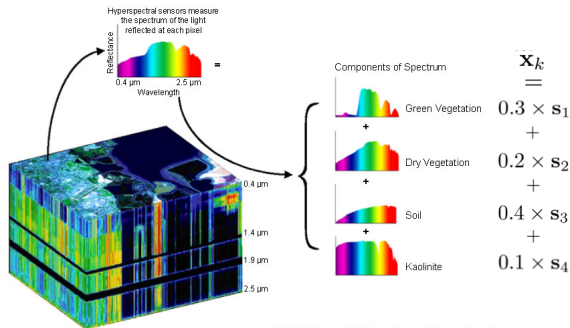 Hyperspectral sensors measure
the spectrum of the light
reflected at each pixel
Reflectance
0.4 µm
2.5 µm
=
Wavelength
0.4 µm
1.4 µm
1.9 µm
2.5 µm
Components of Spectrum
Green Vegetation
+
Dry Vegetation
+
Soil
+
Kaolinite
x_k
=
0.3 × s_1
+
0.2 × s_2
+
0.4 × s_3
+
0.1 × s_4